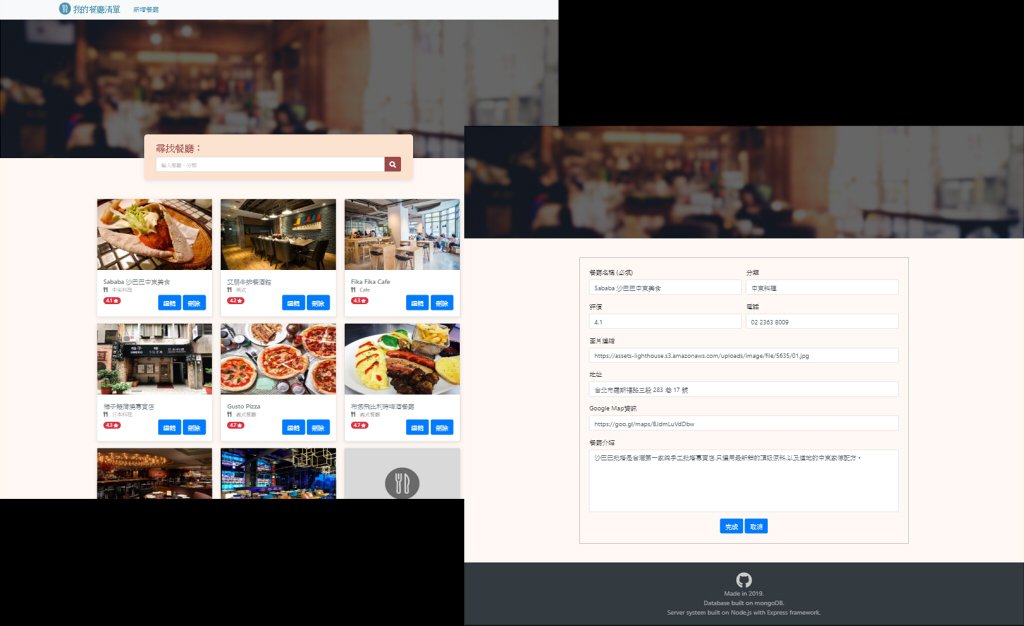 我的餐廳清單
新增餐廳
尋找餐廳：
輸入餐廳、分類
Sababa 沙巴巴中東美食
中東料理
4.1
編輯
刪除
艾朋牛排餐酒館
美式
4.2
編輯
刪除
Fika Fika Cafe
Cafe
4.3
編輯
刪除
日本料理
4.3
編輯
刪除
Gusto Pizza
義式餐廳
4.7
編輯
刪除
布娜飛比利時啤酒餐廳
義式餐廳
4.7
編輯
刪除
餐廳名稱 (必填)
Sababa 沙巴巴中東美食
分類
中東料理
評價
4.1
電話
02 2363 8009
圖片連結
https://assets-lighthouse.s3.amazonaws.com/uploads/image/file/5635/01.jpg
地址
台北市羅斯福路三段 283 巷 17 號
Google Map資訊
https://goo.gl/maps/8JdmLuVdDbw
餐廳介紹
沙巴巴批塔是台灣第一家純手工批塔專賣店,只選用最新鮮的頂級原料,以及道地的中東家傳配方。
完成
取消
Made in 2019.
Database built on mongoDB.
Server system built on Node.js with Express framework.